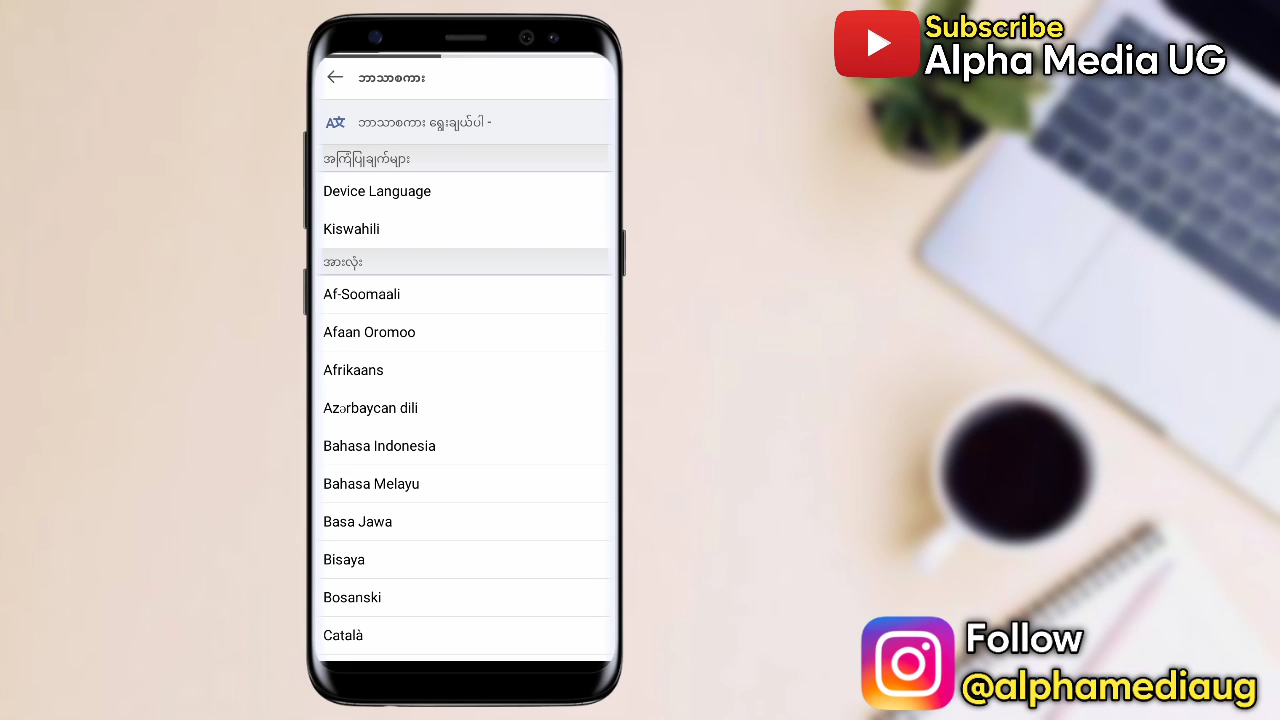 Subscribe
Alpha Media UG
ဘာသာစကား
A文 ဘာသာစကား ရွေးချယ်ပါ -
အကြံပြုချက်များ
Device Language
Kiswahili
အားလုံး
Af-Soomaali
Afaan Oromoo
Afrikaans
Azərbaycan dili
Bahasa Indonesia
Bahasa Melayu
Basa Jawa
Bisaya
Bosanski
Català
Follow
@alphamediaug